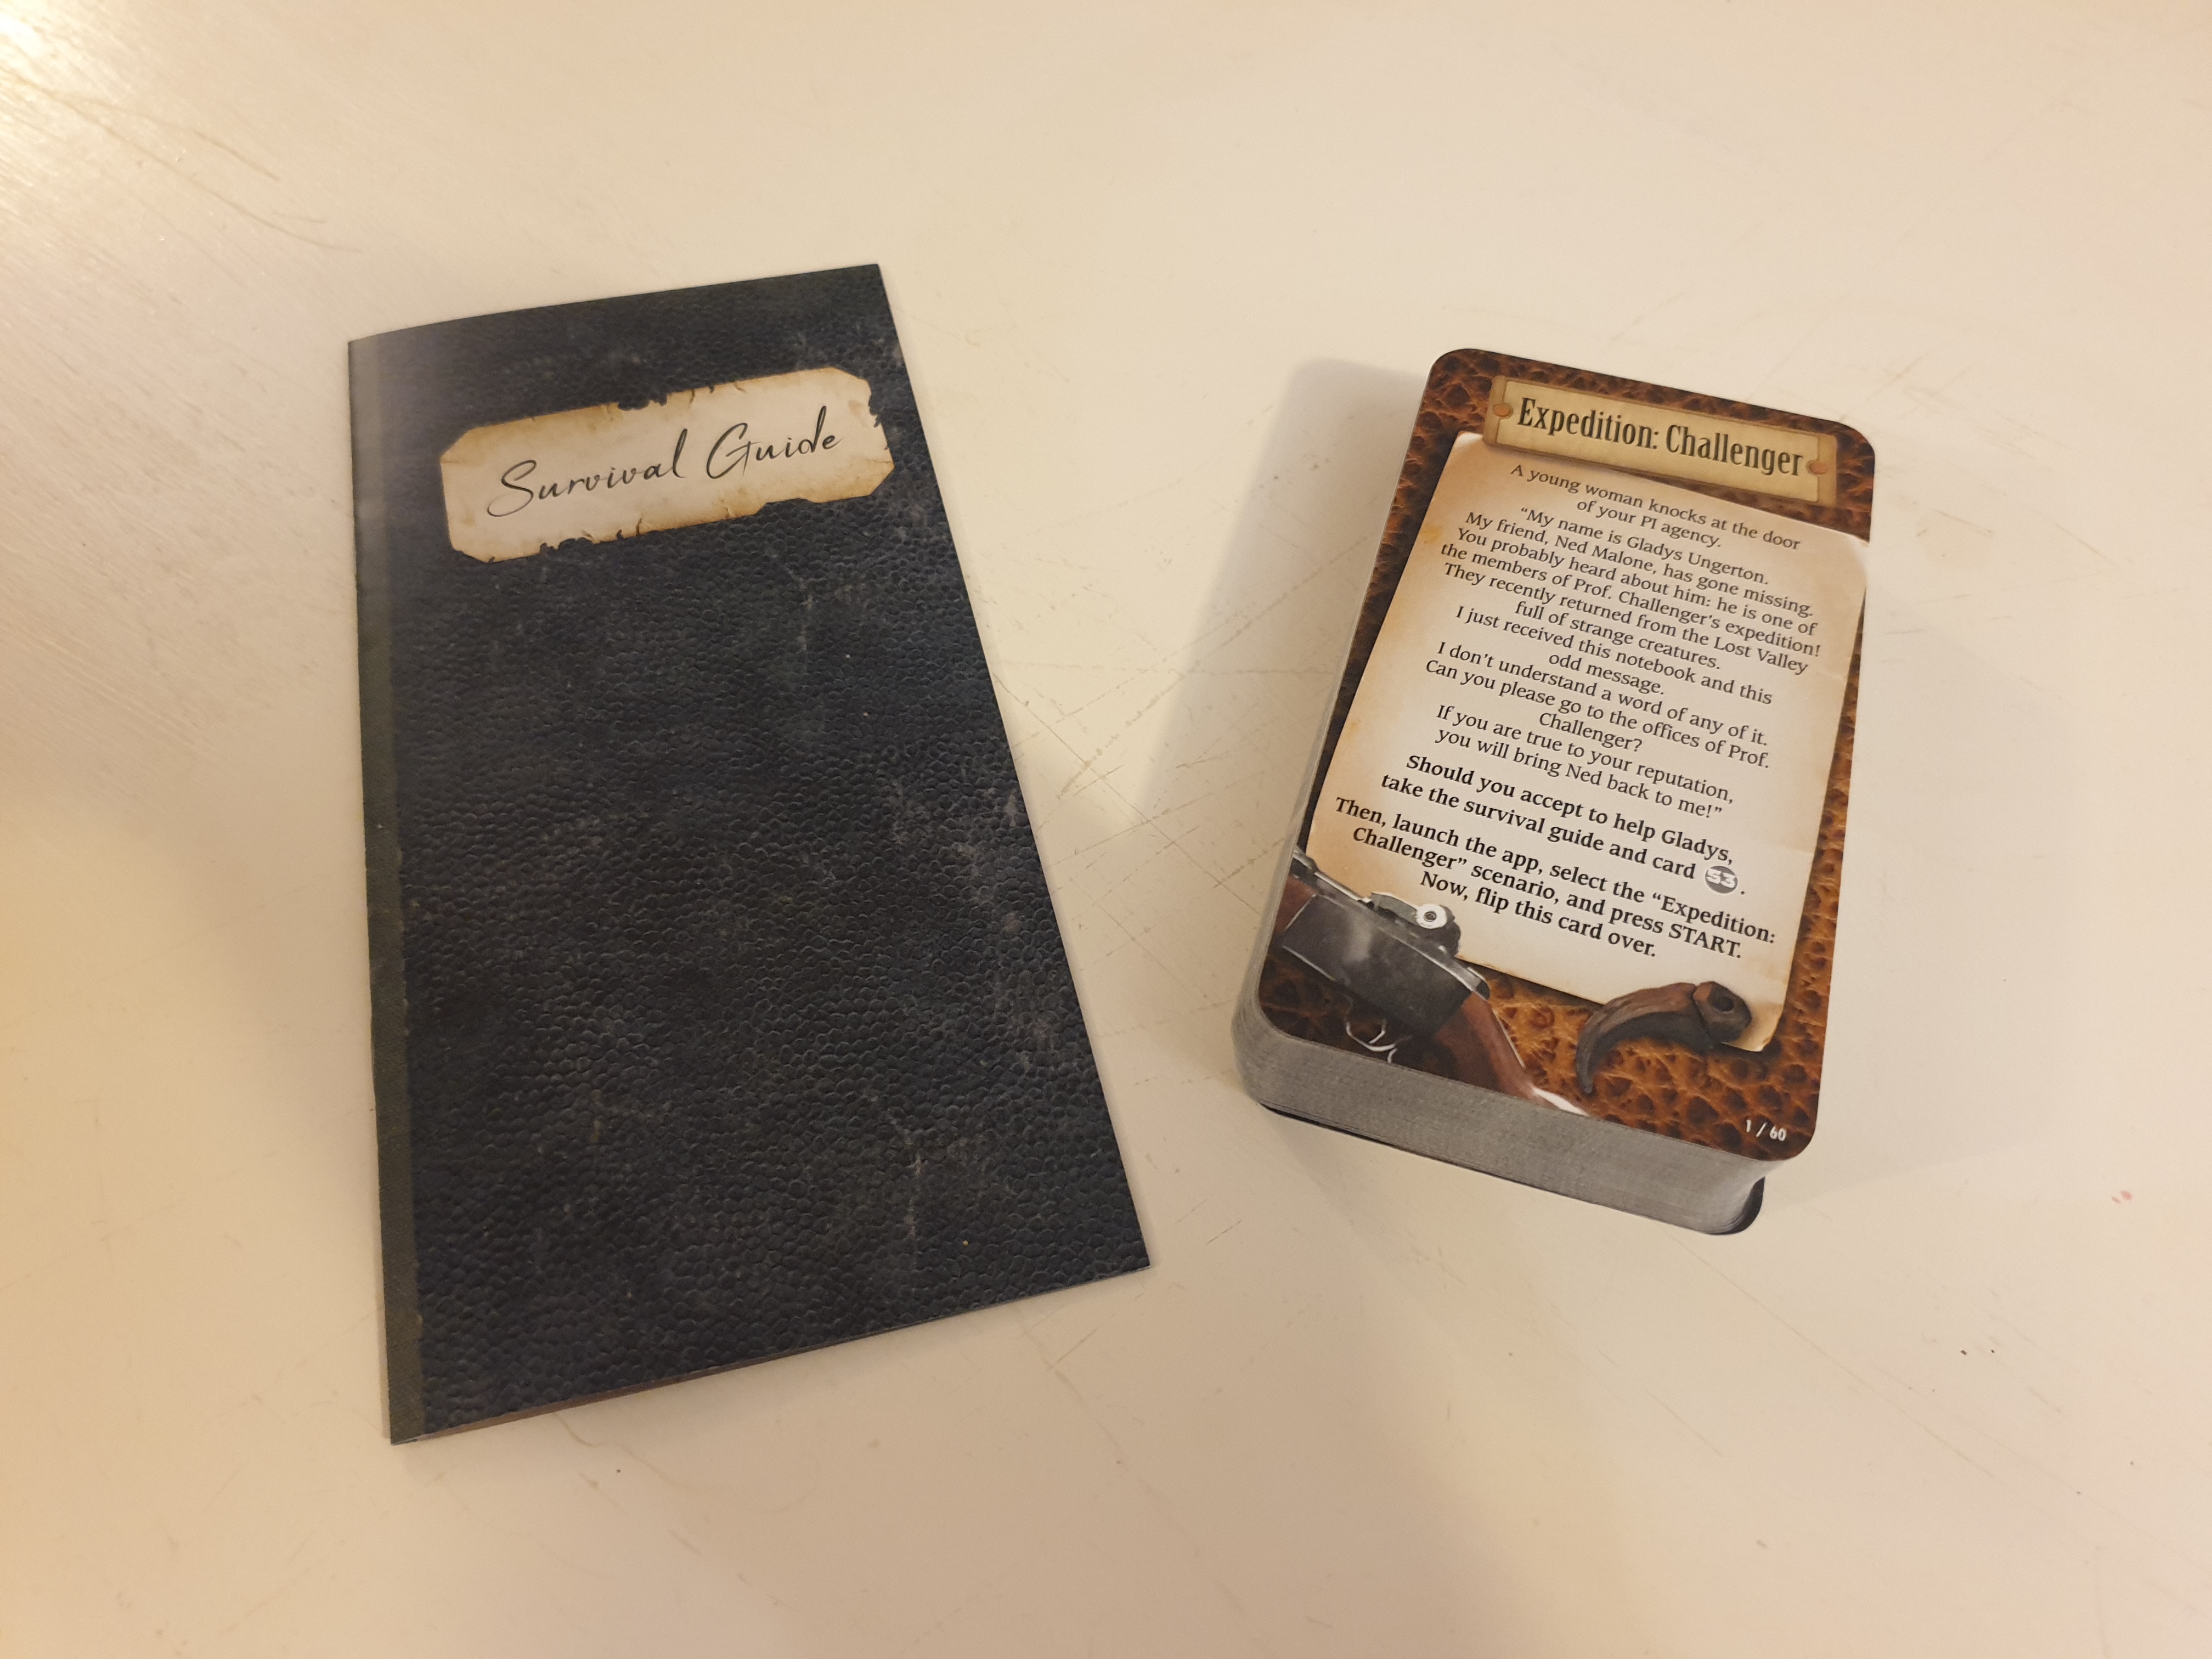 Survival Guide
Expedition: Challenger
A young woman knocks at the door
of your PI agency.
“My name is Gladys Ungerton.
My friend, Ned Malone, has gone missing.
You probably heard about him: he is one of
the members of Prof. Challenger’s expedition!
They recently returned from the Lost Valley
full of strange creatures.
I just received this notebook and this
odd message.
I don’t understand a word of any of it.
Can you please go to the offices of Prof.
Challenger?
If you are true to your reputation,
you will bring Ned back to me!”
Should you accept to help Gladys,
take the survival guide and card 53.
Then, launch the app, select the “Expedition:
Challenger” scenario, and press START.
Now, flip this card over.
1 / 60